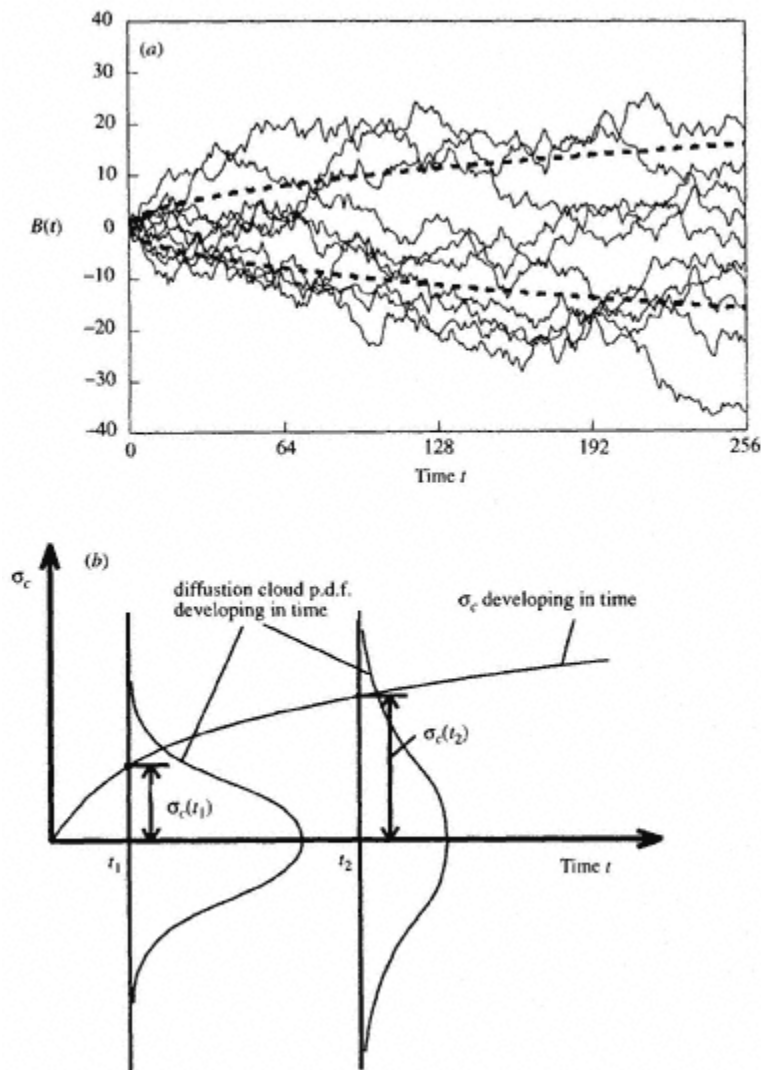 40
(a)
30
20
10
B(t)
0
−10
−20
−30
−40
0
64
128
192
256
Time t
(b)
σc
diffustion cloud p.d.f.
developing in time
σc developing in time
σc(t2)
σc(t1)
t1
t2
Time t